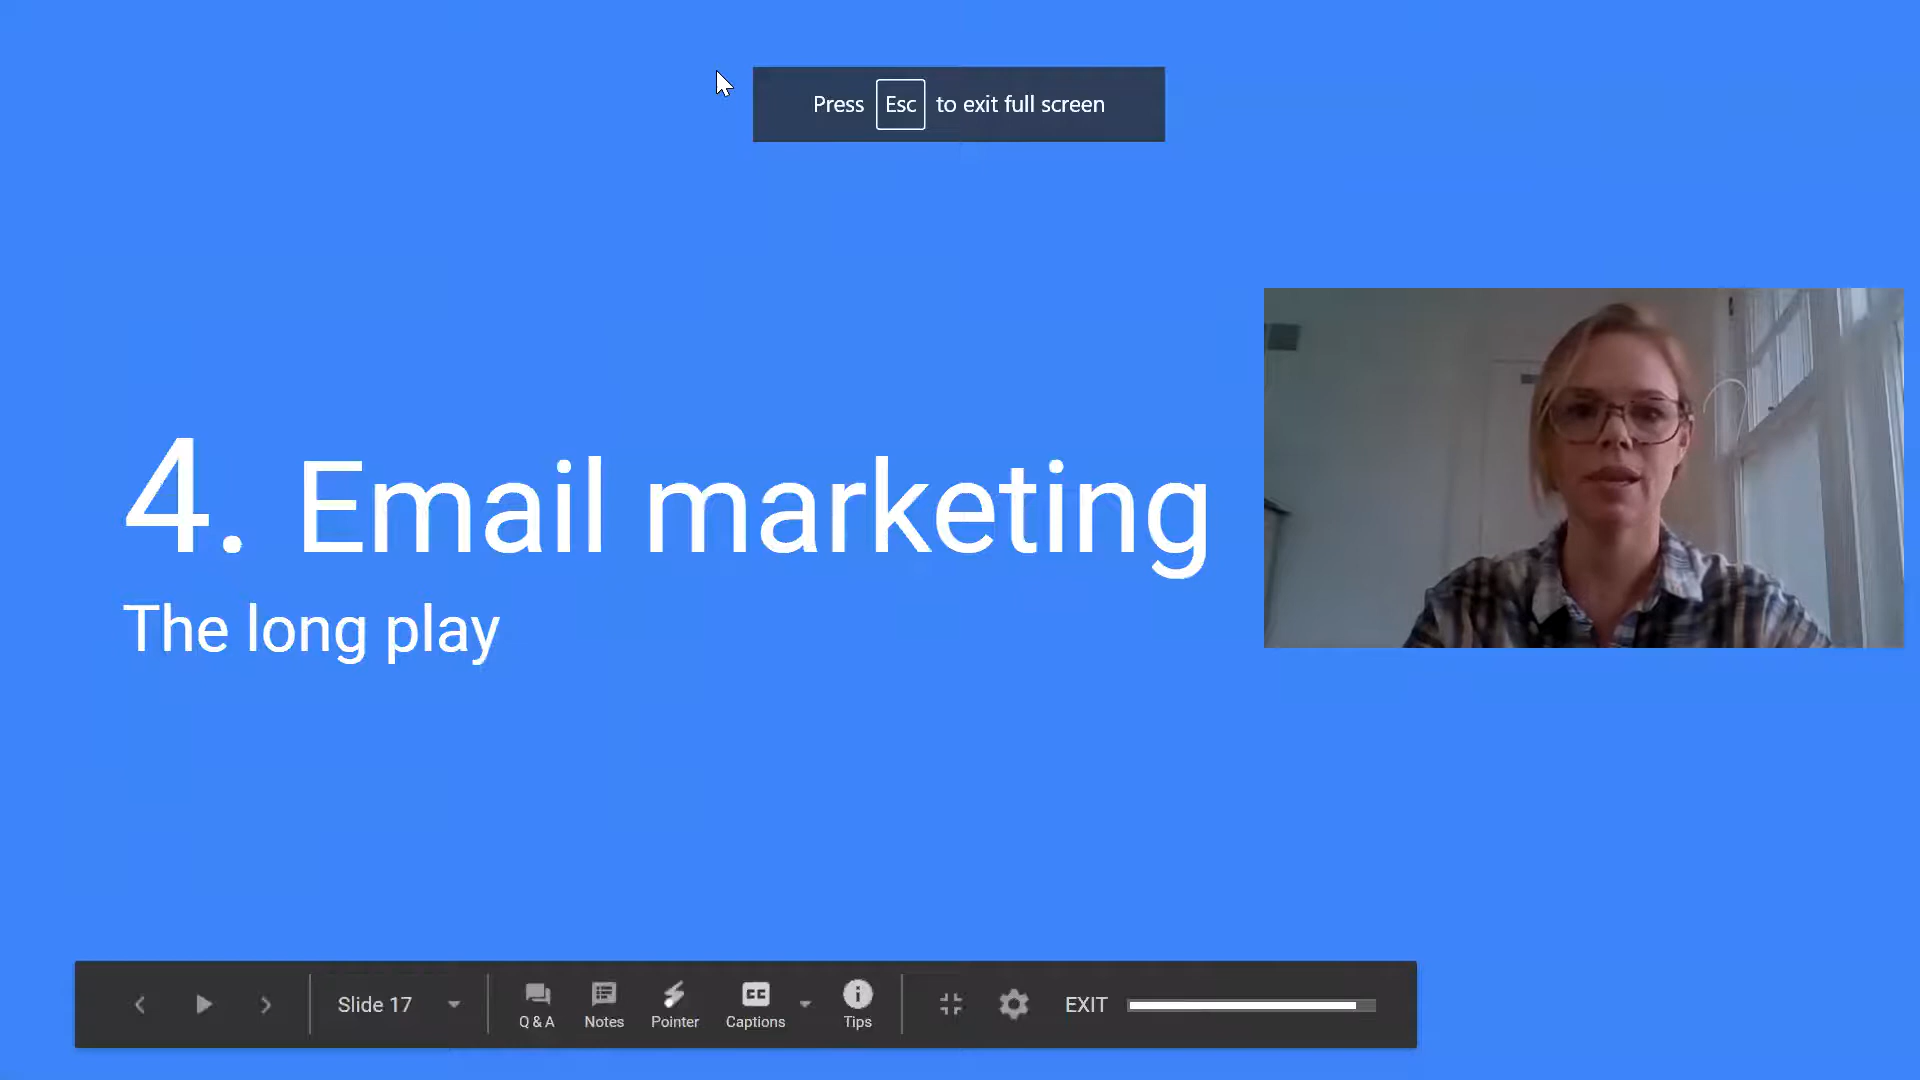 Press Esc to exit full screen
4. Email marketing
The long play
Slide 17
Q & A
Notes
Pointer
CC
Captions
Tips
EXIT